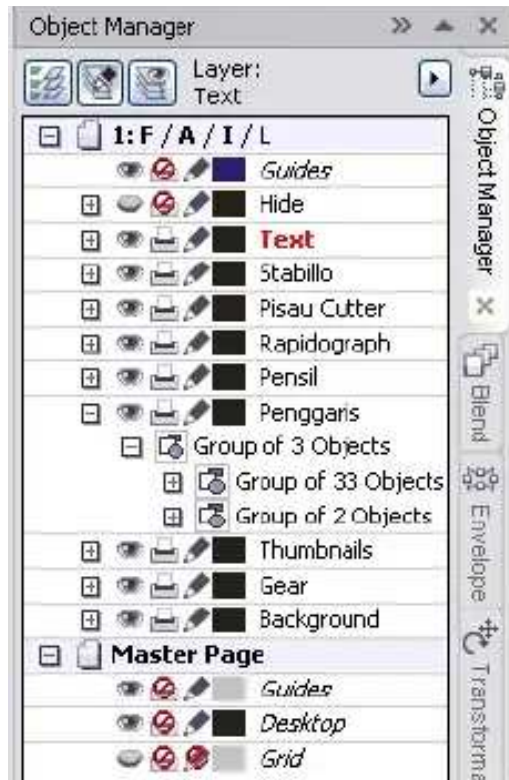 Object Manager
Layer:
Text
1: F / A / I / L
Guides
Hide
Text
Stabillo
Pisau Cutter
Rapidograph
Pensil
Penggaris
Group of 3 Objects
Group of 33 Objects
Group of 2 Objects
Thumbnails
Gear
Background
Master Page
Guides
Desktop
Grid
Object Manager
Blend
Envelope
Transform